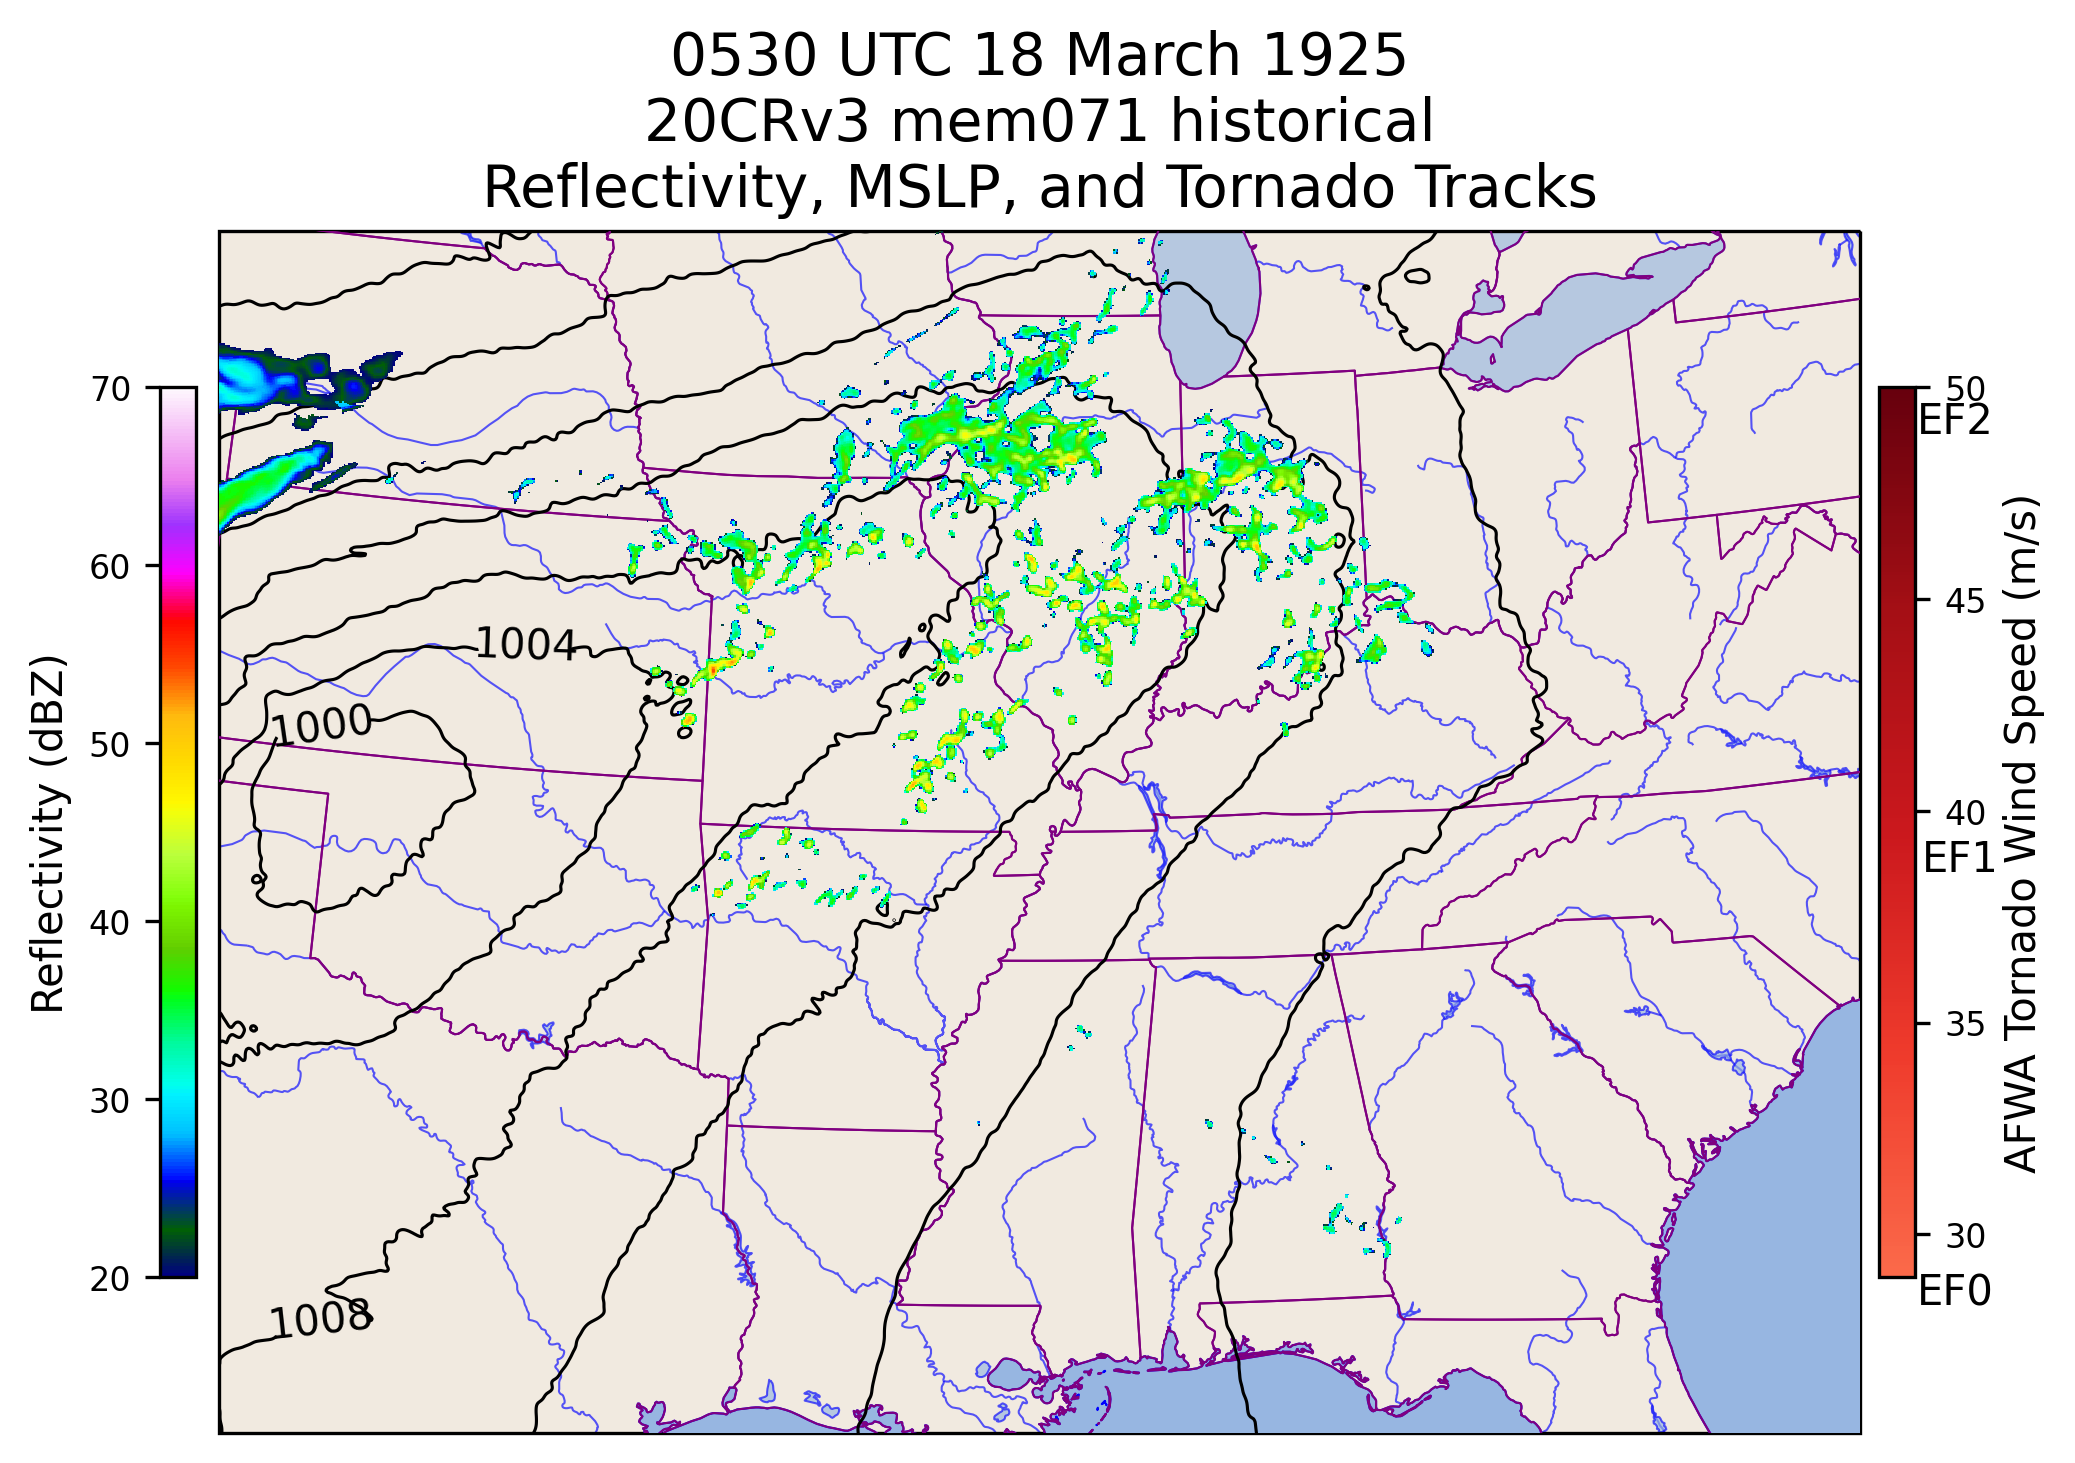 0530 UTC 18 March 1925
20CRv3 mem071 historical
Reflectivity, MSLP, and Tornado Tracks
70
60
50
40
30
20
Reflectivity (dBZ)
1004
1000
1008
50
EF2
45
40
EF1
35
30
EF0
AFWA Tornado Wind Speed (m/s)